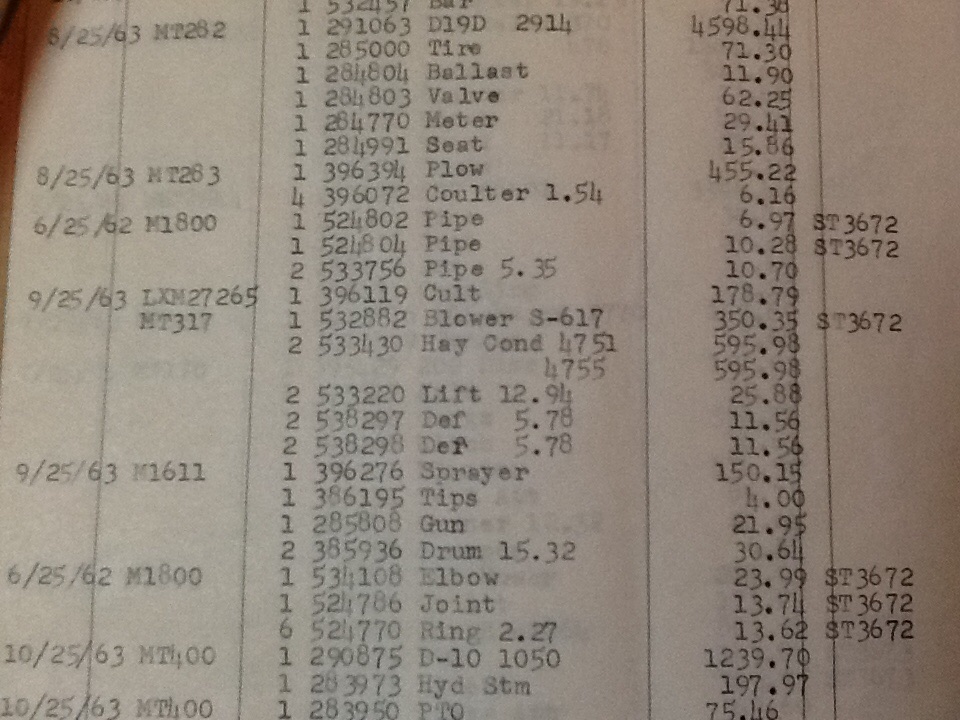 1 532457 Bar 71.38
8/25/63 MT282 1 291063 D19D 2914 4598.44
1 285000 Tire 71.30
1 284804 Ballast 11.90
1 284803 Valve 62.25
1 284770 Meter 29.41
1 284991 Seat 15.86
8/25/63 MT283 1 396394 Plow 455.22
4 396072 Coulter 1.54 6.16
6/25/62 M1800 1 524802 Pipe 6.97 ST3672
1 524804 Pipe 10.28 ST3672
2 533756 Pipe 5.35 10.70
9/25/63 LXM27265 1 396119 Cult 178.79
MT317 1 532882 Blower S-617 350.35 ST3672
2 533430 Hay Cond 4751 595.98
4755 595.98
2 533220 Lift 12.94 25.88
2 538297 Def 5.78 11.56
2 538298 Def 5.78 11.56
9/25/63 M1611 1 396276 Sprayer 150.15
1 386195 Tips 4.00
1 285808 Gun 21.95
2 385936 Drum 15.32 30.64
6/25/62 M1800 1 534108 Elbow 23.99 ST3672
1 524786 Joint 13.74 ST3672
6 524770 Ring 2.27 13.62 ST3672
10/25/63 MT400 1 290875 D-10 1050 1239.70
1 283973 Hyd Stm 197.97
10/25/63 MT400 1 283950 PTO 75.46